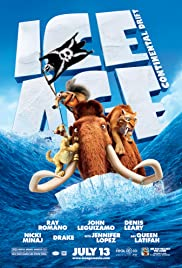 ICE
AGE
CONTINENTAL DRIFT
RAY ROMANO
JOHN LEGUIZAMO
DENIS LEARY
NICKI MINAJ
DRAKE
WITH JENNIFER LOPEZ
AND QUEEN LATIFAH
JULY 13